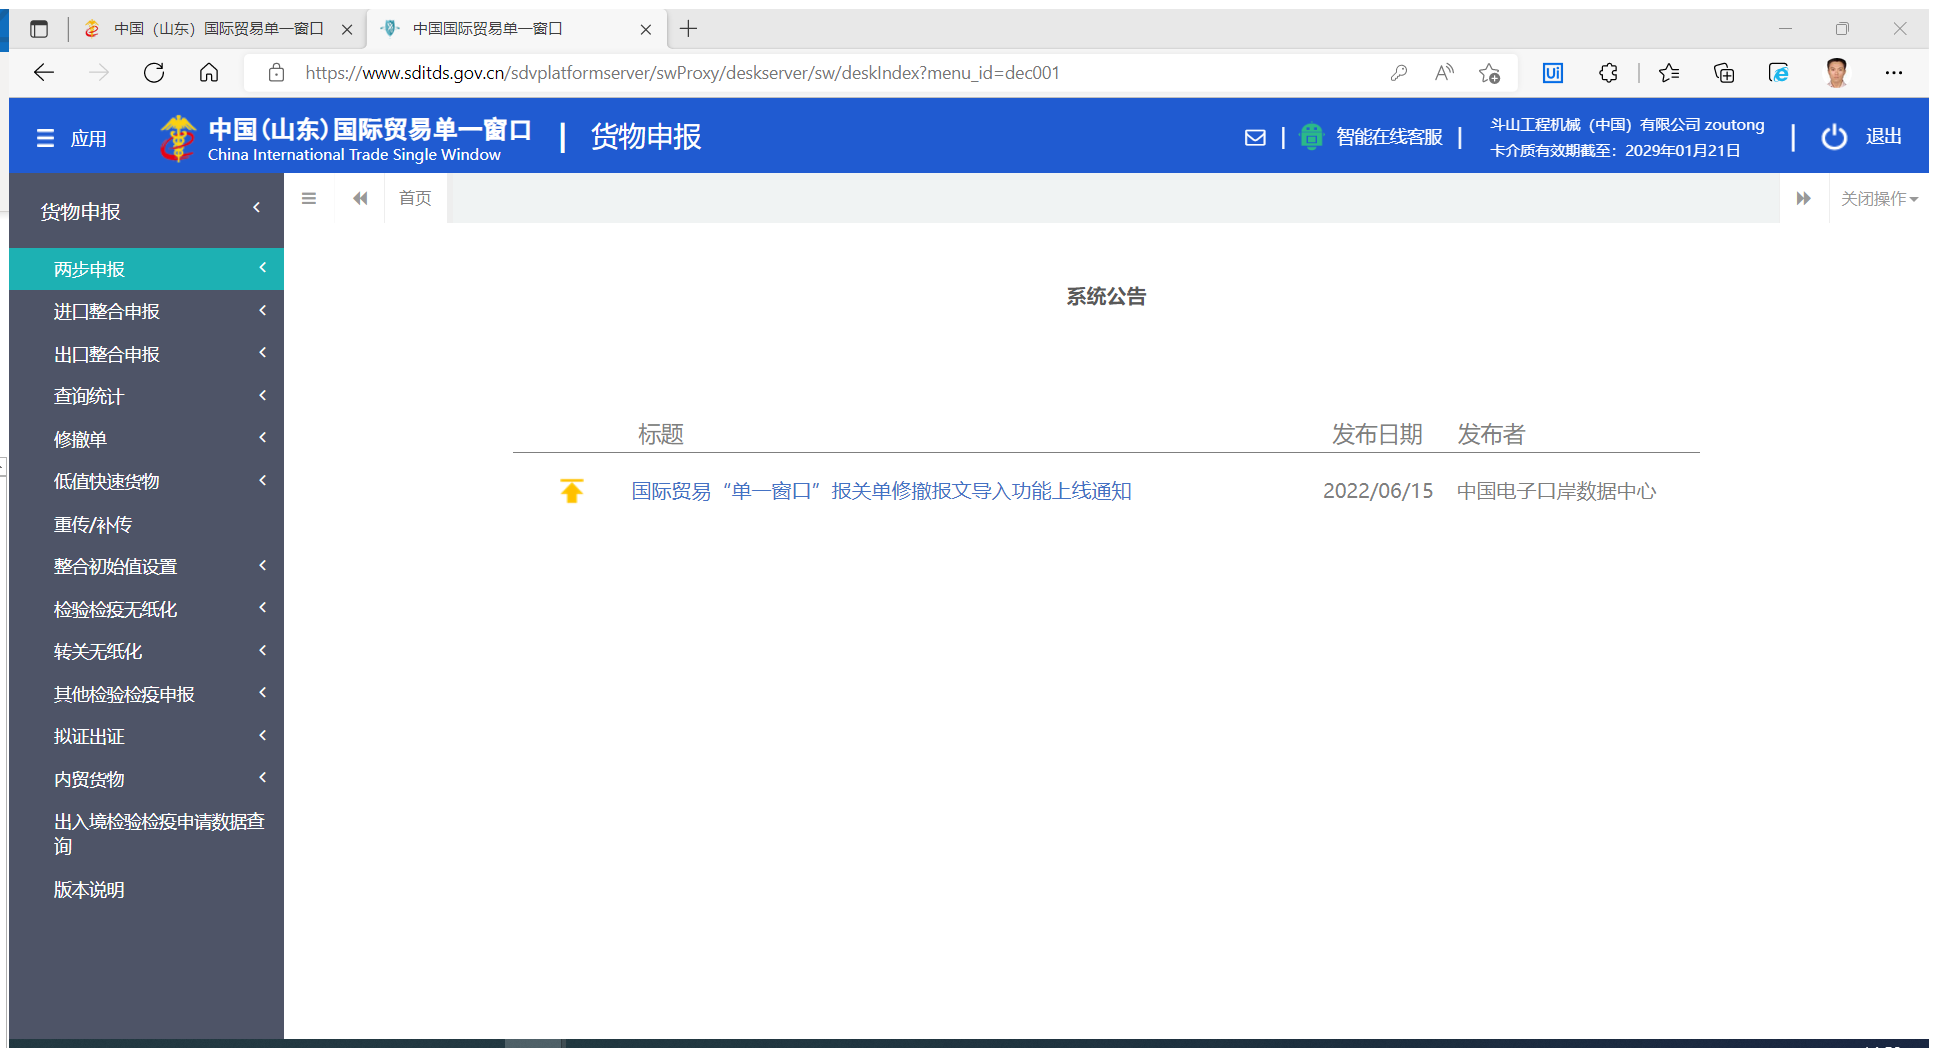 中国（山东）国际贸易单一窗口
中国国际贸易单一窗口
https://www.sditds.gov.cn/sdvplatformserver/swProxy/deskserver/sw/deskIndex?menu_id=dec001
应用
中国(山东)国际贸易单一窗口
China International Trade Single Window
货物申报
智能在线客服
斗山工程机械（中国）有限公司 zoutong
卡介质有效期截至：2029年01月21日
退出
货物申报
首页
关闭操作
两步申报
进口整合申报
出口整合申报
查询统计
修撤单
低值快速货物
重传/补传
整合初始值设置
检验检疫无纸化
转关无纸化
其他检验检疫申报
拟证出证
内贸货物
出入境检验检疫申请数据查
询
版本说明
系统公告
标题 发布日期 发布者
国际贸易“单一窗口”报关单修撤报文导入功能上线通知 2022/06/15 中国电子口岸数据中心